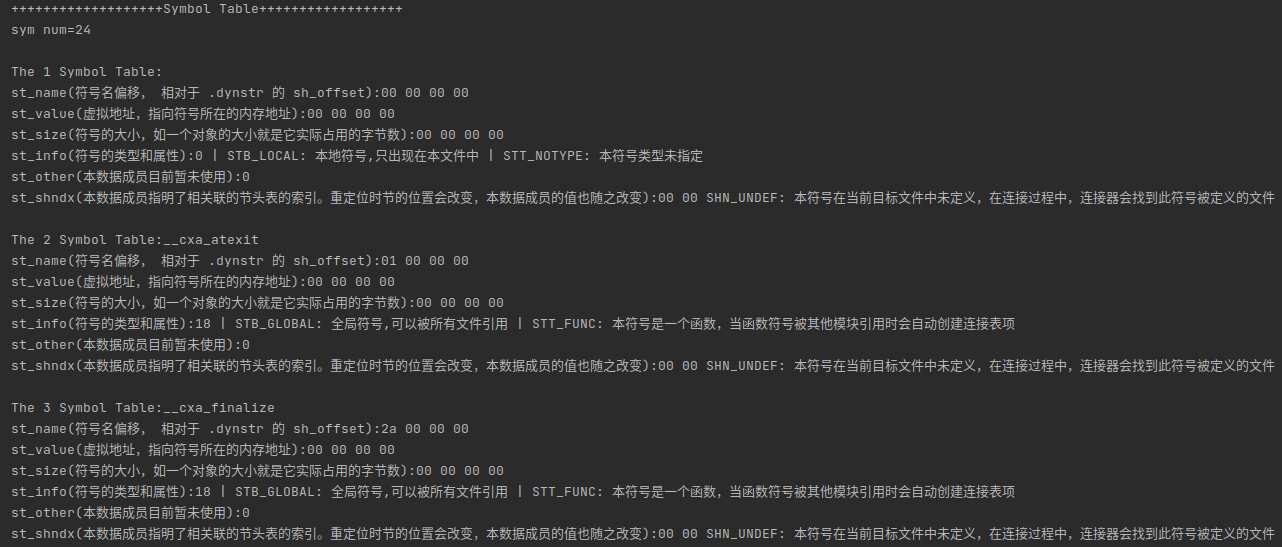 +++++++++++++++++++Symbol Table++++++++++++++++++
sym num=24
The 1 Symbol Table:
st_name(符号名偏移， 相对于 .dynstr 的 sh_offset):00 00 00 00
st_value(虚拟地址，指向符号所在的内存地址):00 00 00 00
st_size(符号的大小，如一个对象的大小就是它实际占用的字节数):00 00 00 00
st_info(符号的类型和属性):0 | STB_LOCAL: 本地符号,只出现在本文件中 | STT_NOTYPE: 本符号类型未指定
st_other(本数据成员目前暂未使用):0
st_shndx(本数据成员指明了相关联的节头表的索引。重定位时节的位置会改变，本数据成员的值也随之改变):00 00 SHN_UNDEF: 本符号在当前目标文件中未定义，在连接过程中，连接器会找到此符号被定义的文件
The 2 Symbol Table:__cxa_atexit
st_name(符号名偏移， 相对于 .dynstr 的 sh_offset):01 00 00 00
st_value(虚拟地址，指向符号所在的内存地址):00 00 00 00
st_size(符号的大小，如一个对象的大小就是它实际占用的字节数):00 00 00 00
st_info(符号的类型和属性):18 | STB_GLOBAL: 全局符号,可以被所有文件引用 | STT_FUNC: 本符号是一个函数，当函数符号被其他模块引用时会自动创建连接表项
st_other(本数据成员目前暂未使用):0
st_shndx(本数据成员指明了相关联的节头表的索引。重定位时节的位置会改变，本数据成员的值也随之改变):00 00 SHN_UNDEF: 本符号在当前目标文件中未定义，在连接过程中，连接器会找到此符号被定义的文件
The 3 Symbol Table:__cxa_finalize
st_name(符号名偏移， 相对于 .dynstr 的 sh_offset):2a 00 00 00
st_value(虚拟地址，指向符号所在的内存地址):00 00 00 00
st_size(符号的大小，如一个对象的大小就是它实际占用的字节数):00 00 00 00
st_info(符号的类型和属性):18 | STB_GLOBAL: 全局符号,可以被所有文件引用 | STT_FUNC: 本符号是一个函数，当函数符号被其他模块引用时会自动创建连接表项
st_other(本数据成员目前暂未使用):0
st_shndx(本数据成员指明了相关联的节头表的索引。重定位时节的位置会改变，本数据成员的值也随之改变):00 00 SHN_UNDEF: 本符号在当前目标文件中未定义，在连接过程中，连接器会找到此符号被定义的文件